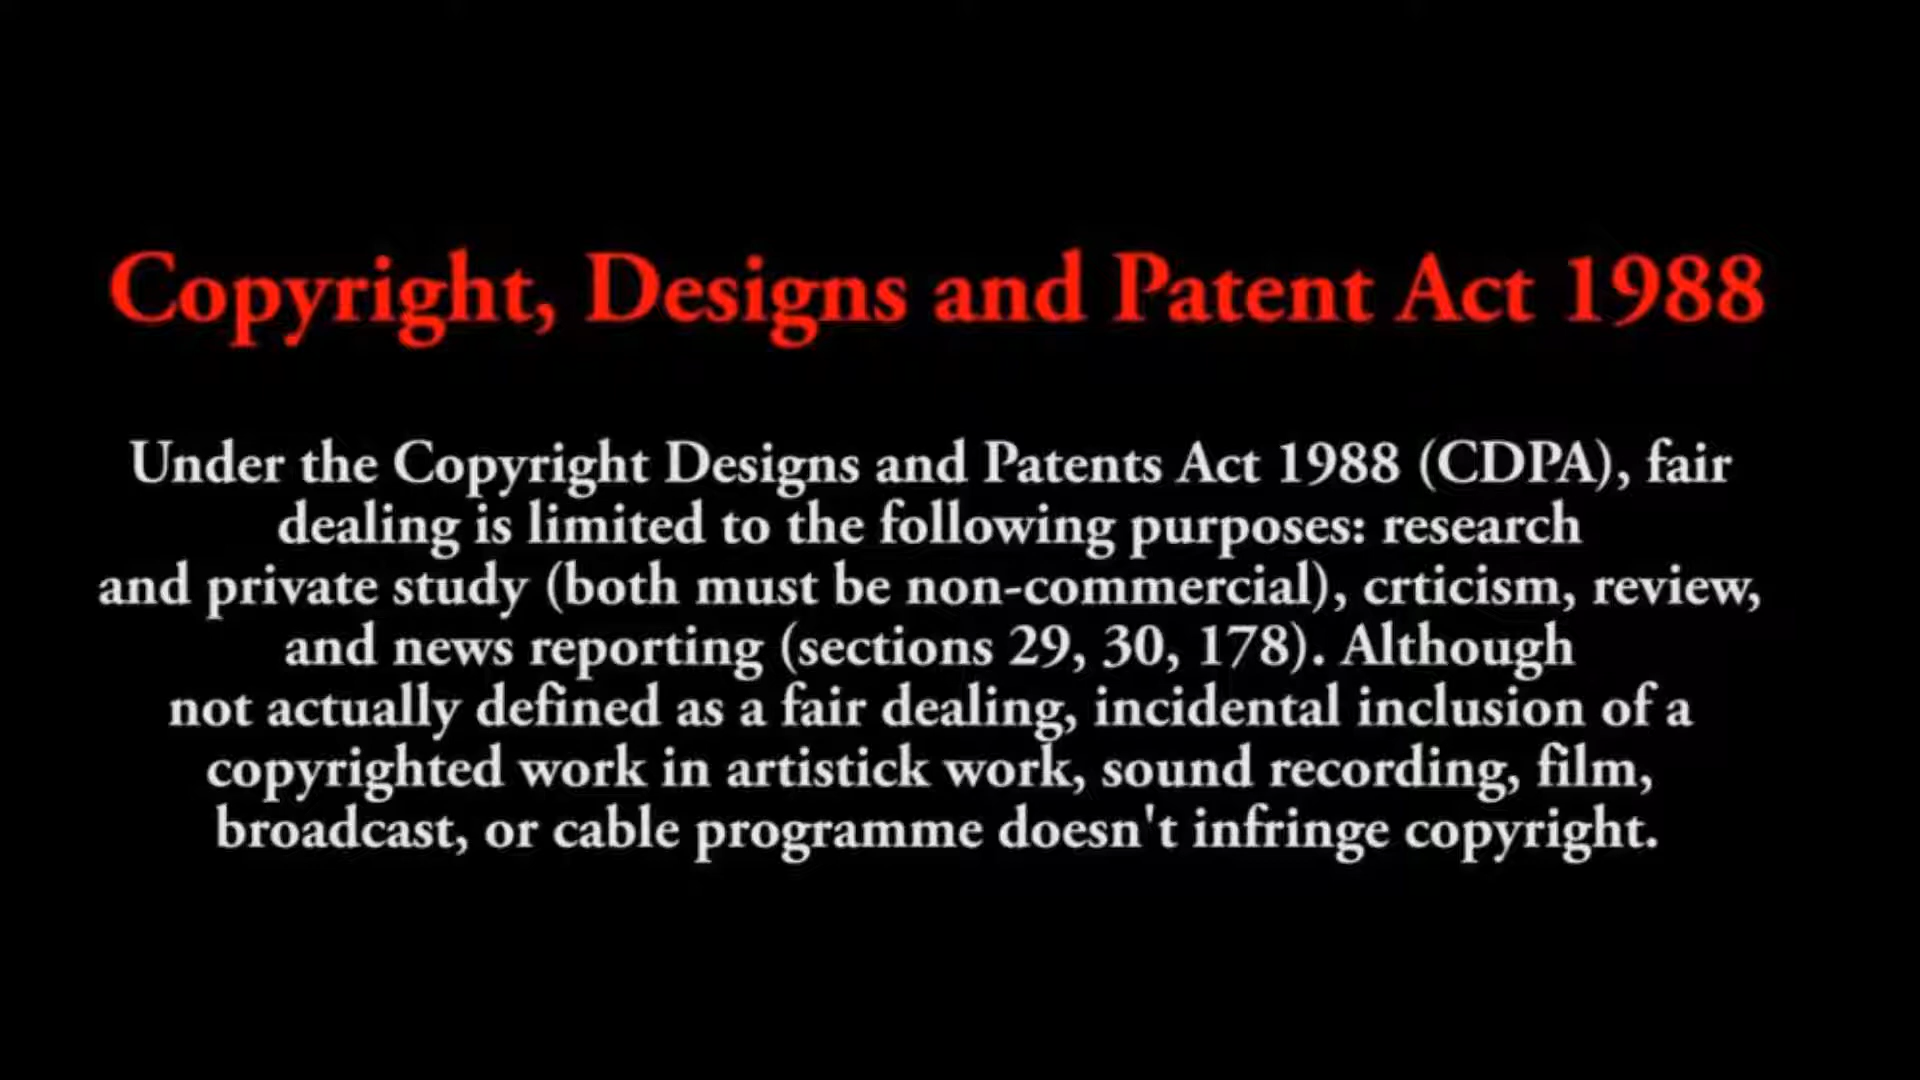 Copyright, Designs and Patent Act 1988
Under the Copyright Designs and Patents Act 1988 (CDPA), fair
dealing is limited to the following purposes: research
and private study (both must be non-commercial), crticism, review,
and news reporting (sections 29, 30, 178). Although
not actually defined as a fair dealing, incidental inclusion of a
copyrighted work in artistick work, sound recording, film,
broadcast, or cable programme doesn't infringe copyright.